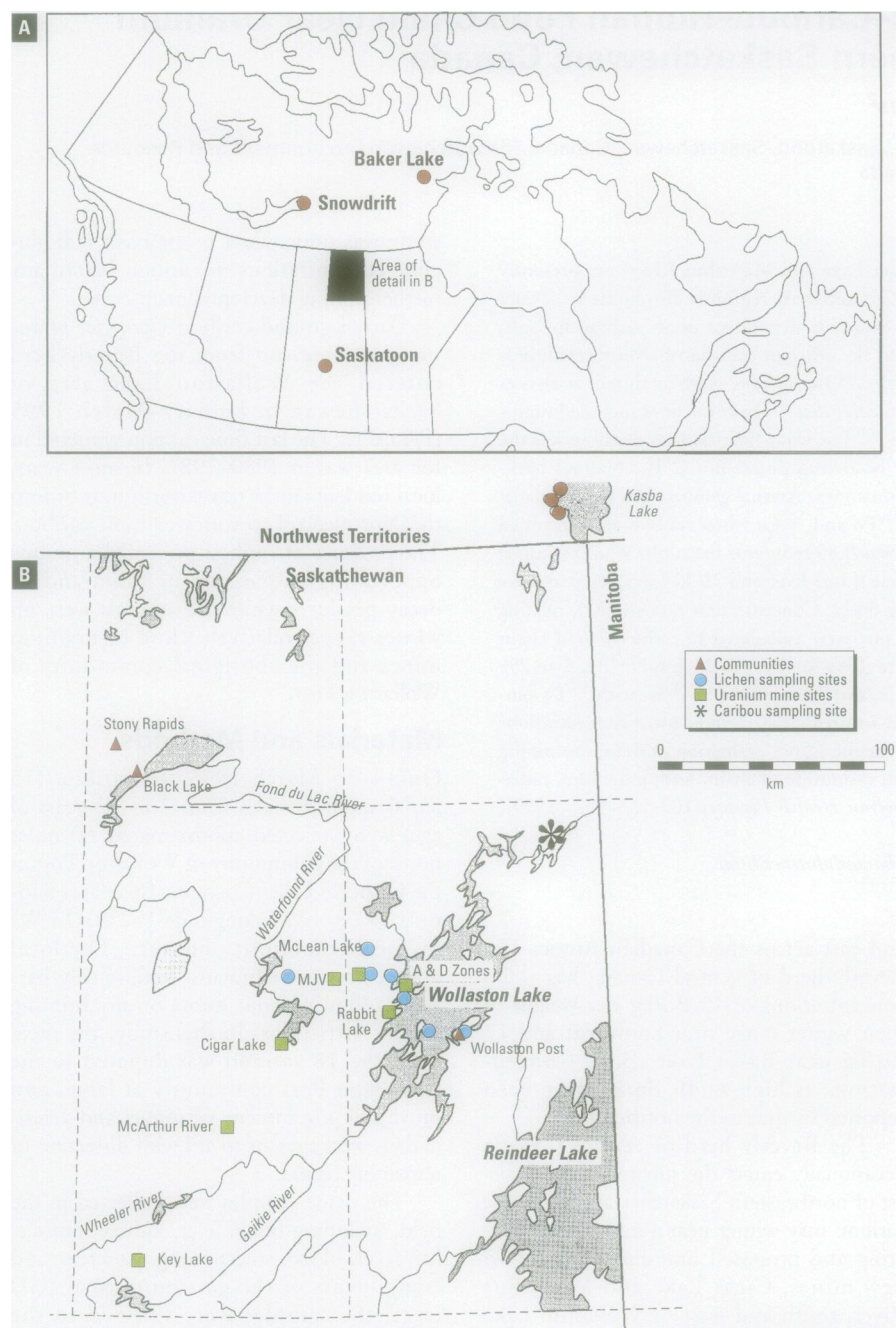 A
Baker Lake
Snowdrift
Area of
detail in B
Saskatoon
Kasba
Lake
Northwest Territories
B
Saskatchewan
Manitoba
Communities
Lichen sampling sites
Uranium mine sites
Caribou sampling site
0
100
km
Stony Rapids
Black Lake
Fond du Lac River
Waterfound River
McLean Lake
MJV
A & D Zones
Wollaston Lake
Rabbit
Lake
Cigar Lake
Wollaston Post
McArthur River
Reindeer Lake
Wheeler River
Geikie River
Key Lake